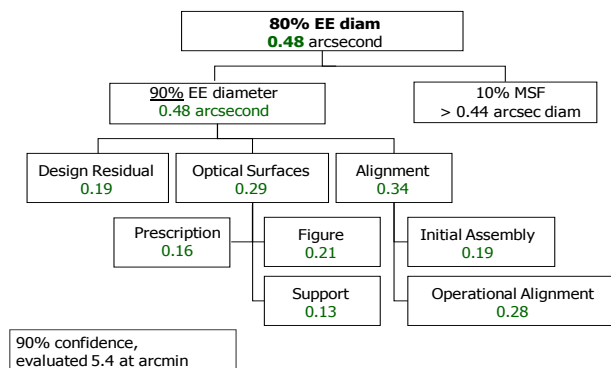 80% EE diam
0.48 arcsecond
90% EE diameter
0.48 arcsecond
10% MSF
> 0.44 arcsec diam
Design Residual
0.19
Optical Surfaces
0.29
Alignment
0.34
Prescription
0.16
Figure
0.21
Initial Assembly
0.19
Support
0.13
Operational Alignment
0.28
90% confidence,
evaluated 5.4 at arcmin